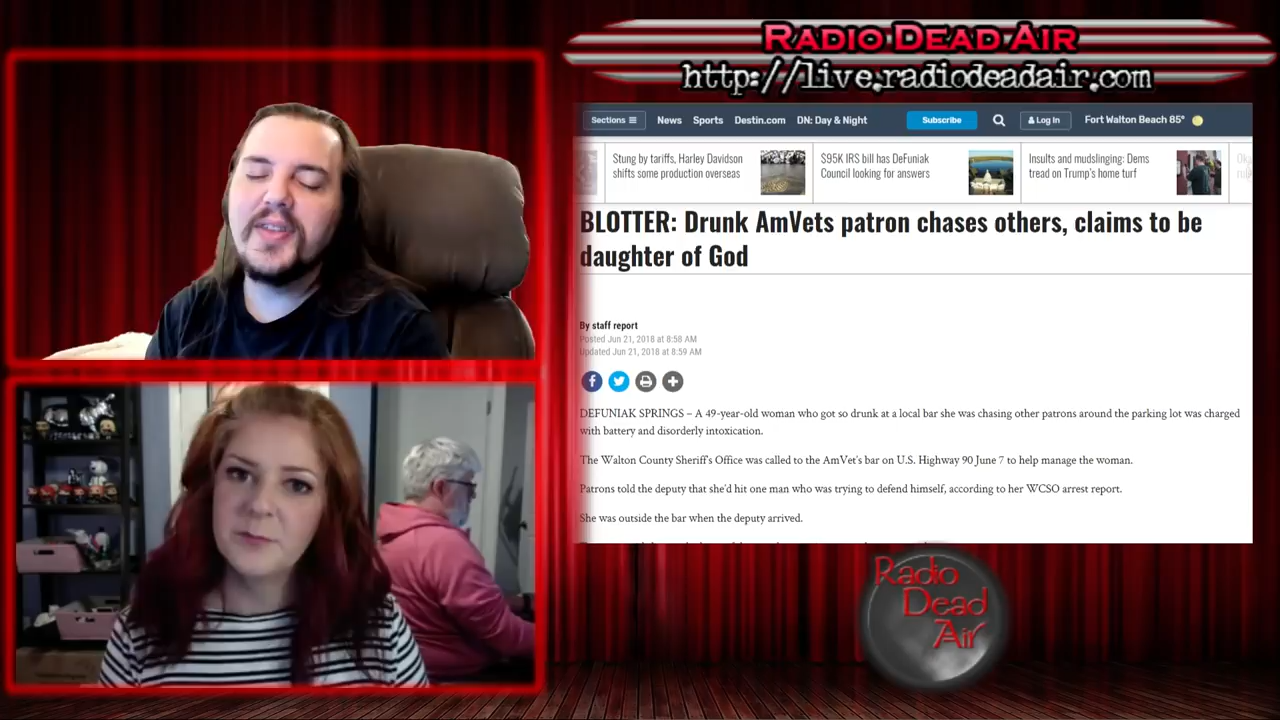 Radio Dead Air
http://live.radiodeadair.com
Sections
News
Sports
Destin.com
DN: Day & Night
Subscribe
Log In
Fort Walton Beach 85°
Stung by tariffs, Harley Davidson
shifts some production overseas
$95K IRS bill has DeFuniak
Council looking for answers
Insults and mudslinging: Dems
tread on Trump's home turf
BLOTTER: Drunk AmVets patron chases others, claims to be
daughter of God
By staff report
Posted Jun 21, 2018 at 8:58 AM
Updated Jun 21, 2018 at 8:59 AM
DEFUNIAK SPRINGS – A 49-year-old woman who got so drunk at a local bar she was chasing other patrons around the parking lot was charged
with battery and disorderly intoxication.
The Walton County Sheriff's Office was called to the AmVet's bar on U.S. Highway 90 June 7 to help manage the woman.
Patrons told the deputy that she'd hit one man who was trying to defend himself, according to her WCSO arrest report.
She was outside the bar when the deputy arrived.
Radio
Dead
Air